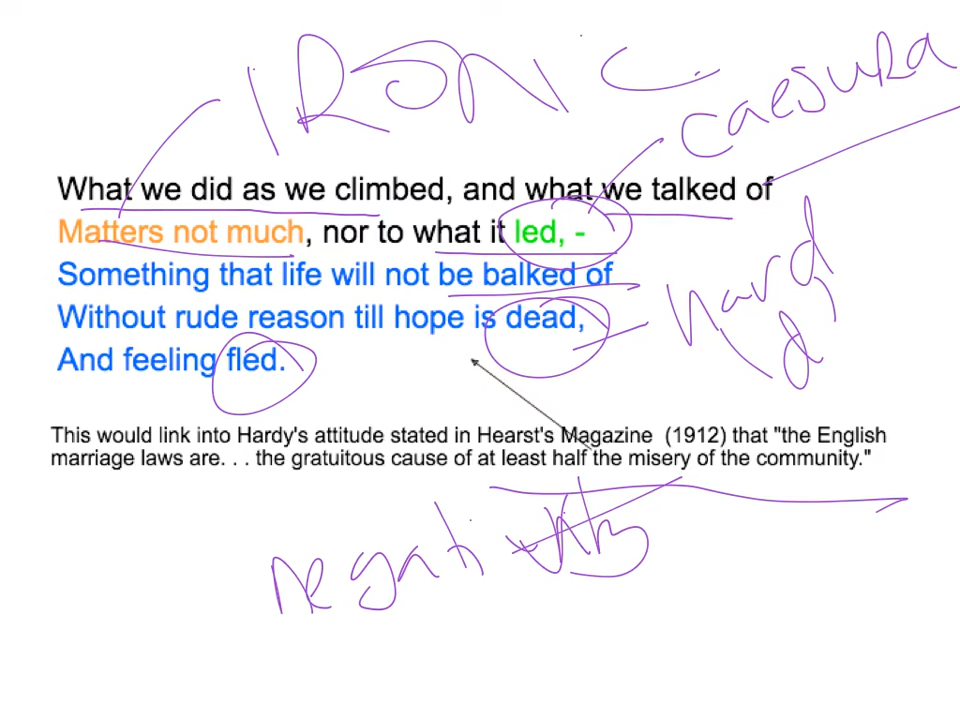 IRONIC
caesura
What we did as we climbed, and what we talked of
Matters not much, nor to what it led, -
Something that life will not be balked of
Without rude reason till hope is dead,
And feeling fled.
hard
d
This would link into Hardy's attitude stated in Hearst's Magazine (1912) that "the English
marriage laws are. . . the gratuitous cause of at least half the misery of the community."